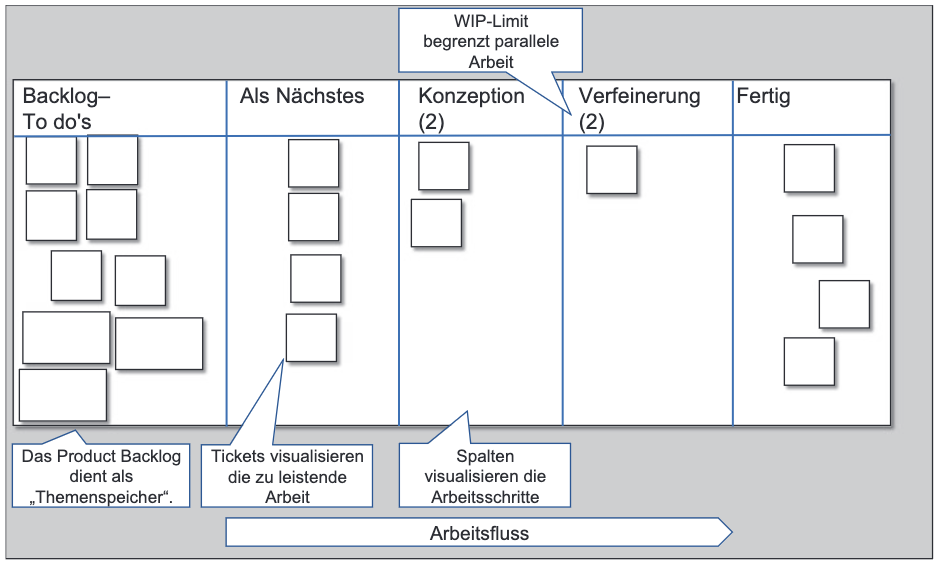 WIP-Limit
begrenzt parallele
Arbeit
Backlog–
To do's
Als Nächstes
Konzeption
(2)
Verfeinerung
(2)
Fertig
Das Product Backlog
dient als
„Themenspeicher“.
Tickets visualisieren
die zu leistende
Arbeit
Spalten
visualisieren die
Arbeitsschritte
Arbeitsfluss